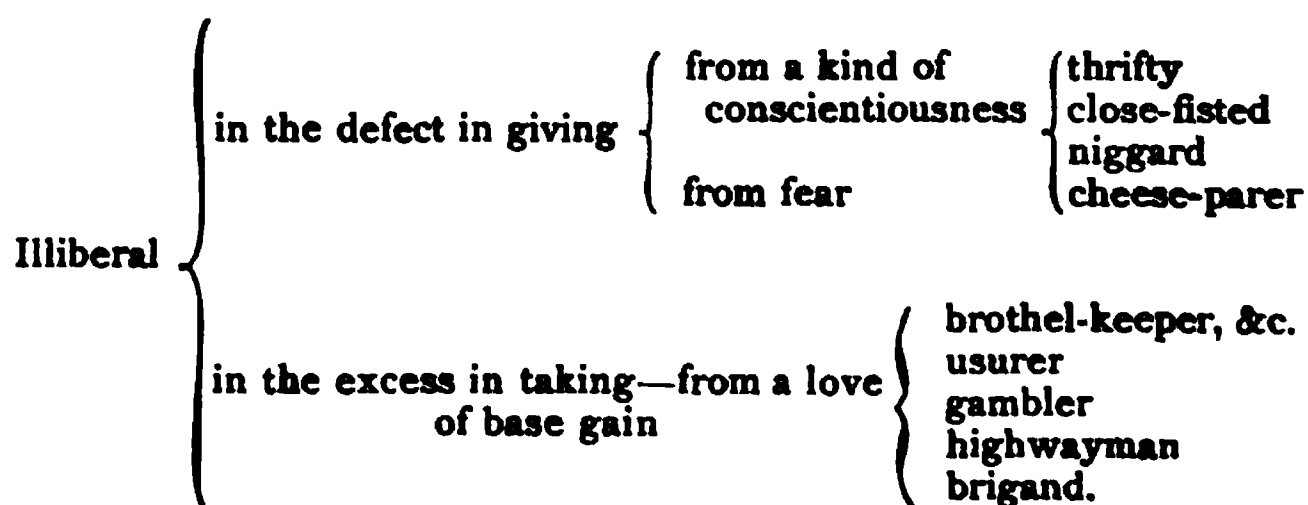 Illiberal
in the defect in giving
from a kind of
conscientiousness
from fear
thrifty
close-fisted
niggard
cheese-parer
in the excess in taking—from a love
of base gain
brothel-keeper, &c.
usurer
gambler
highwayman
brigand.